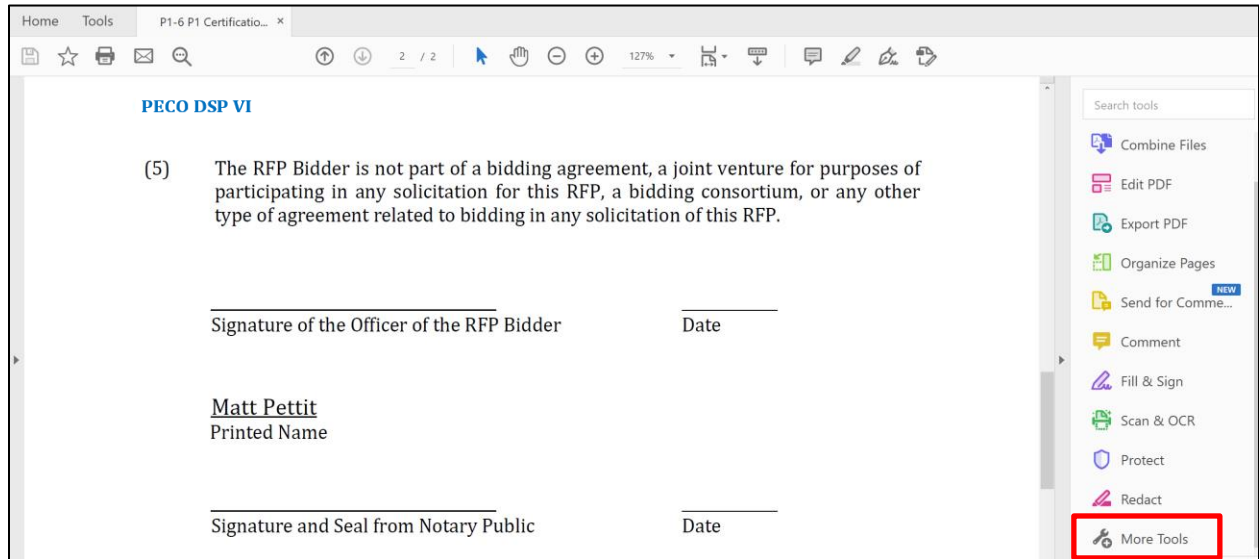 Home Tools P1-6 P1 Certificatio... ×
2 / 2 127%
PECO DSP VI
(5) The RFP Bidder is not part of a bidding agreement, a joint venture for purposes of
participating in any solicitation for this RFP, a bidding consortium, or any other
type of agreement related to bidding in any solicitation of this RFP.
Signature of the Officer of the RFP Bidder Date
Matt Pettit
Printed Name
Signature and Seal from Notary Public Date
Search tools
Combine Files
Edit PDF
Export PDF
Organize Pages
NEW
Send for Comme...
Comment
Fill & Sign
Scan & OCR
Protect
Redact
More Tools